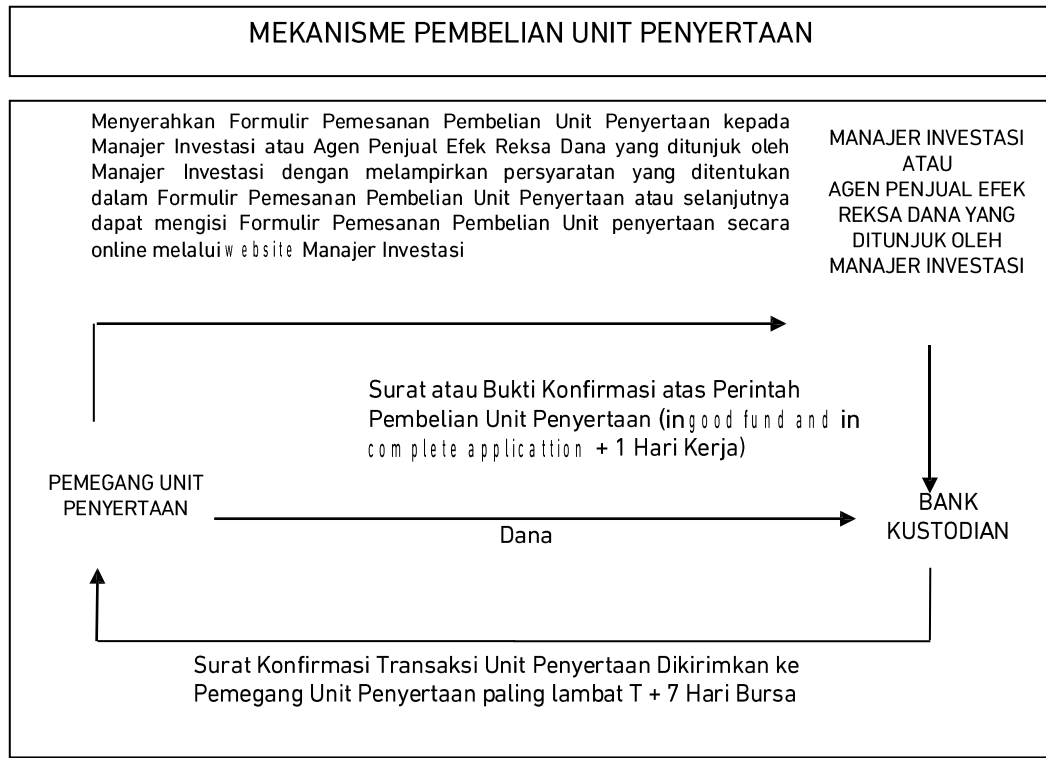 MEKANISME PEMBELIAN UNIT PENYERTAAN
Menyerahkan Formulir Pemesanan Pembelian Unit Penyertaan kepada
Manajer Investasi atau Agen Penjual Efek Reksa Dana yang ditunjuk oleh
Manajer Investasi dengan melampirkan persyaratan yang ditentukan
dalam Formulir Pemesanan Pembelian Unit Penyertaan atau selanjutnya
dapat mengisi Formulir Pemesanan Pembelian Unit penyertaan secara
online melalui website Manajer Investasi
MANAJER INVESTASI
ATAU
AGEN PENJUAL EFEK
REKSA DANA YANG
DITUNJUK OLEH
MANAJER INVESTASI
Surat atau Bukti Konfirmasi atas Perintah
Pembelian Unit Penyertaan (in good fund and in
complete applicattion + 1 Hari Kerja)
PEMEGANG UNIT
PENYERTAAN
Dana
BANK
KUSTODIAN
Surat Konfirmasi Transaksi Unit Penyertaan Dikirimkan ke
Pemegang Unit Penyertaan paling lambat T + 7 Hari Bursa